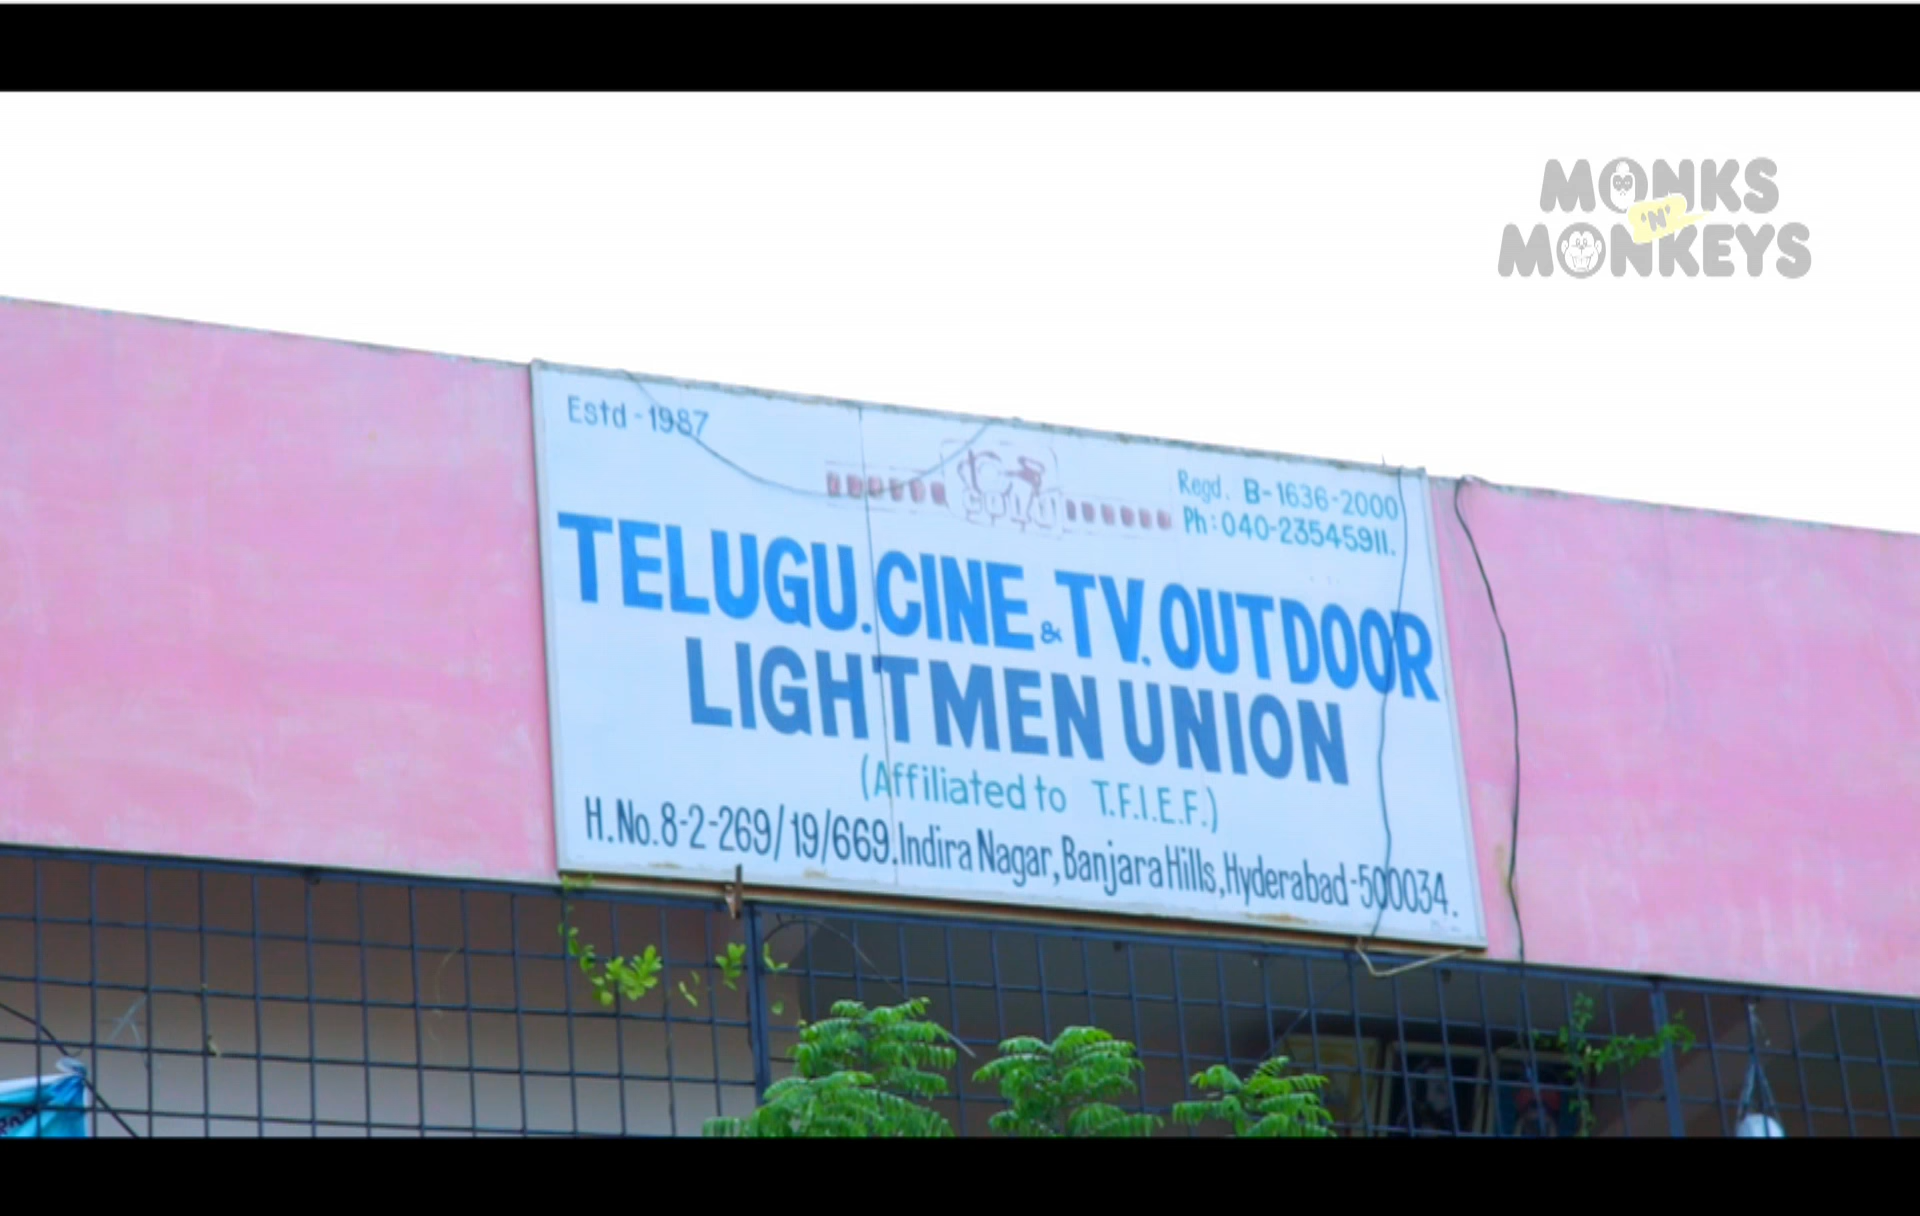 MONKS
'N'
MONKEYS
Estd - 1987
Regd. B-1636-2000
Ph: 040-23545911.
TELUGU. CINE & TV. OUTDOOR
LIGHTMEN UNION
(Affiliated to T.F.I.E.F.)
H.No. 8-2-269/19/669. Indira Nagar, Banjara Hills, Hyderabad-500034.